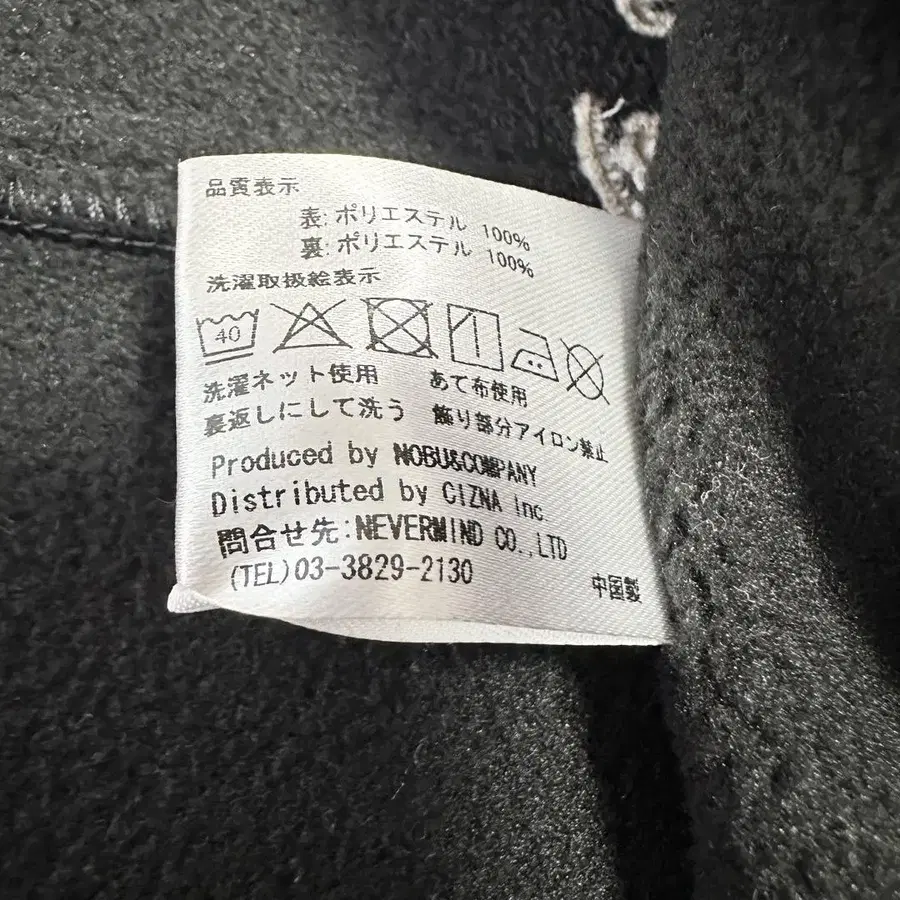 品質表示
表:ポリエステル 100%
裏:ポリエステル 100%
洗濯取扱絵表示
40
洗濯ネット使用 あて布使用
裏返しにして洗う 飾り部分アイロン禁止
Produced by NOBU&COMPANY
Distributed by CIZNA Inc.
問合せ先:NEVERMIND CO.,LTD
(TEL)03-3829-2130
中国製